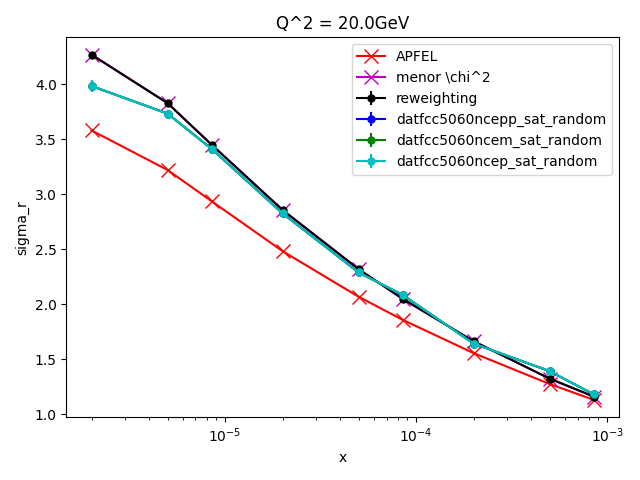 Q^2 = 20.0GeV
APFEL
menor \chi^2
reweighting
datfcc5060ncepp_sat_random
datfcc5060ncem_sat_random
datfcc5060ncep_sat_random
sigma_r
4.0
3.5
3.0
2.5
2.0
1.5
1.0
10⁻⁵
10⁻⁴
10⁻³
x